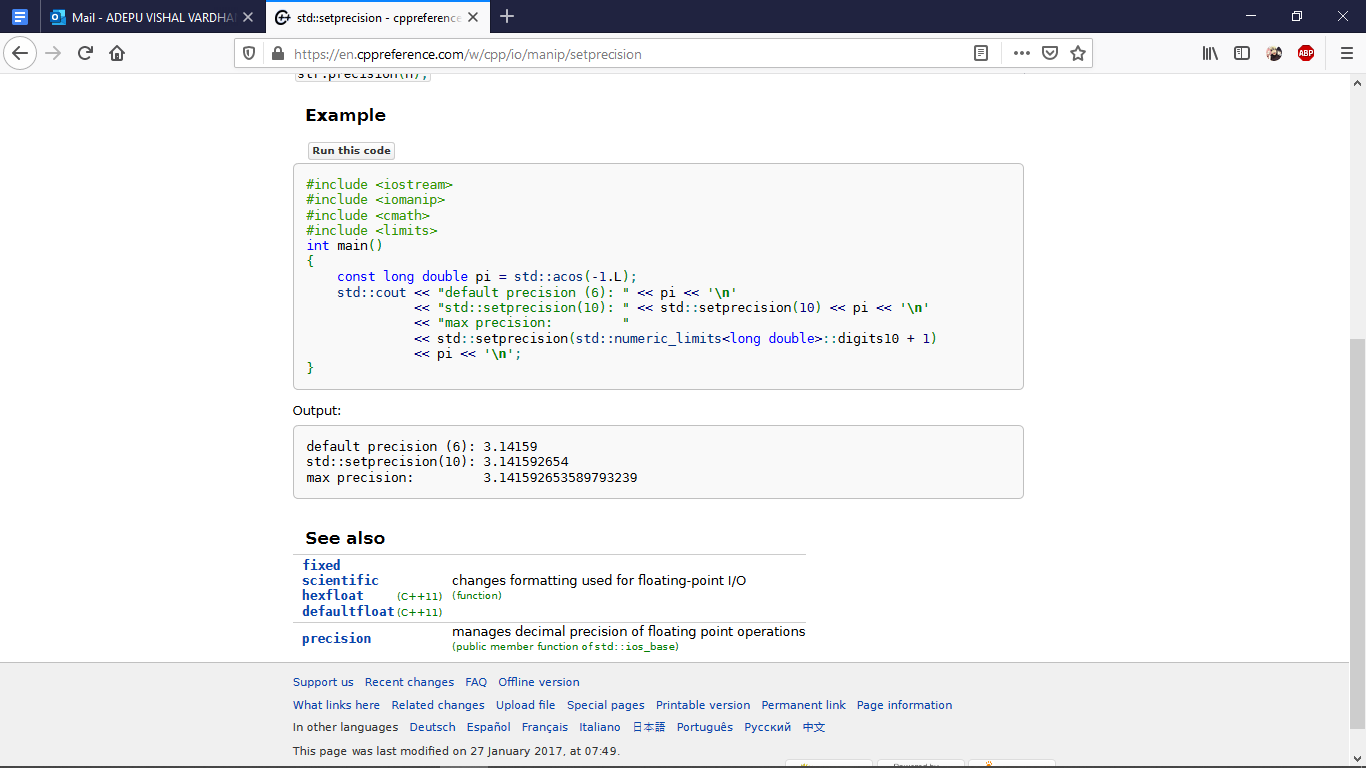 Mail - ADEPU VISHAL VARDHA
std::setprecision - cppreference
https://en.cppreference.com/w/cpp/io/manip/setprecision
ABP
str.precision(n);
Example
Run this code
#include <iostream>
#include <iomanip>
#include <cmath>
#include <limits>
int main()
{
    const long double pi = std::acos(-1.L);
    std::cout << "default precision (6): " << pi << '\n'
              << "std::setprecision(10): " << std::setprecision(10) << pi << '\n'
              << "max precision:         "
              << std::setprecision(std::numeric_limits<long double>::digits10 + 1)
              << pi << '\n';
}
Output:
default precision (6): 3.14159
std::setprecision(10): 3.141592654
max precision:         3.141592653589793239
See also
fixed
scientific
hexfloat (C++11)
defaultfloat (C++11)
changes formatting used for floating-point I/O
(function)
precision
manages decimal precision of floating point operations
(public member function of std::ios_base)
Support us Recent changes FAQ Offline version
What links here Related changes Upload file Special pages Printable version Permanent link Page information
In other languages Deutsch Español Français Italiano 日本語 Português Русский 中文
This page was last modified on 27 January 2017, at 07:49.
Powered by